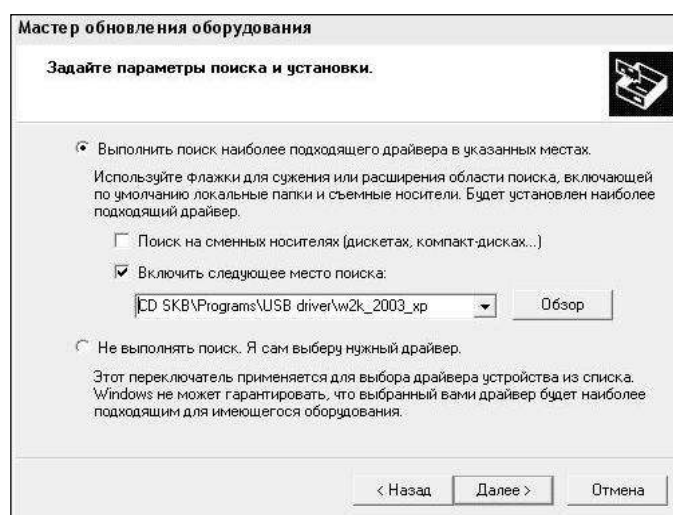 Мастер обновления оборудования
Задайте параметры поиска и установки.
Выполнить поиск наиболее подходящего драйвера в указанных местах.
Используйте флажки для сужения или расширения области поиска, включающей
по умолчанию локальные папки и съемные носители. Будет установлен наиболее
подходящий драйвер.
Поиск на сменных носителях (дискетах, компакт-дисках...)
Включить следующее место поиска:
CD SKB\Programs\USB driver\w2k_2003_xp
Обзор
Не выполнять поиск. Я сам выберу нужный драйвер.
Этот переключатель применяется для выбора драйвера устройства из списка.
Windows не может гарантировать, что выбранный вами драйвер будет наиболее
подходящим для имеющегося оборудования.
< Назад Далее > Отмена